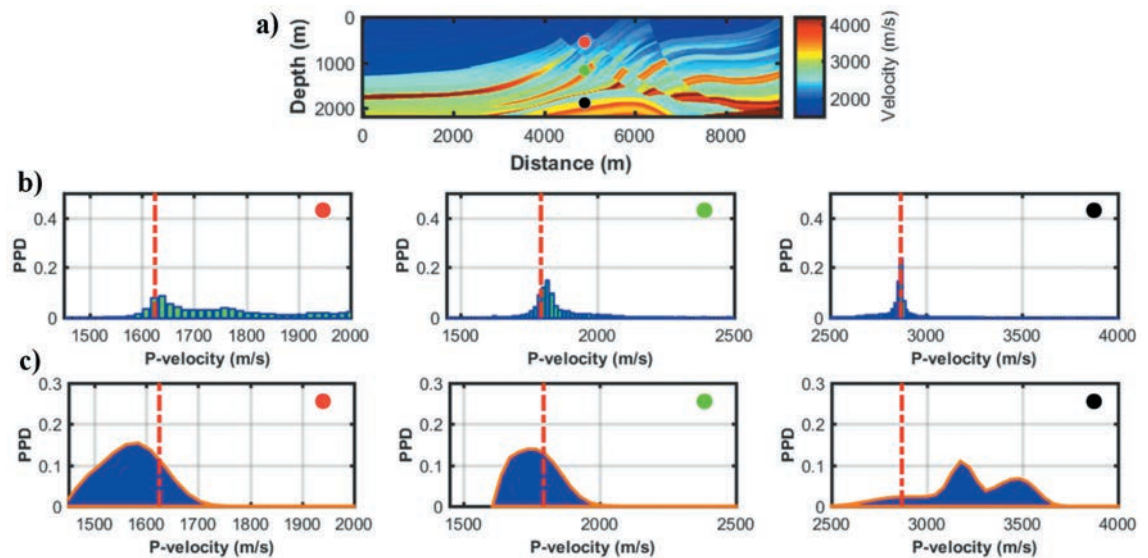 a)
Depth (m)
0
1000
2000
0 2000 4000 6000 8000
Distance (m)
4000
3000
2000
Velocity (m/s)
b)
PPD
0.4
0.2
0
1500 1600 1700 1800 1900 2000
P-velocity (m/s)
PPD
0.4
0.2
0
1500 2000 2500
P-velocity (m/s)
PPD
0.4
0.2
0
2500 3000 3500 4000
P-velocity (m/s)
c)
PPD
0.3
0.2
0.1
0
1500 1600 1700 1800 1900 2000
P-velocity (m/s)
PPD
0.3
0.2
0.1
0
1500 2000 2500
P-velocity (m/s)
PPD
0.3
0.2
0.1
0
2500 3000 3500 4000
P-velocity (m/s)